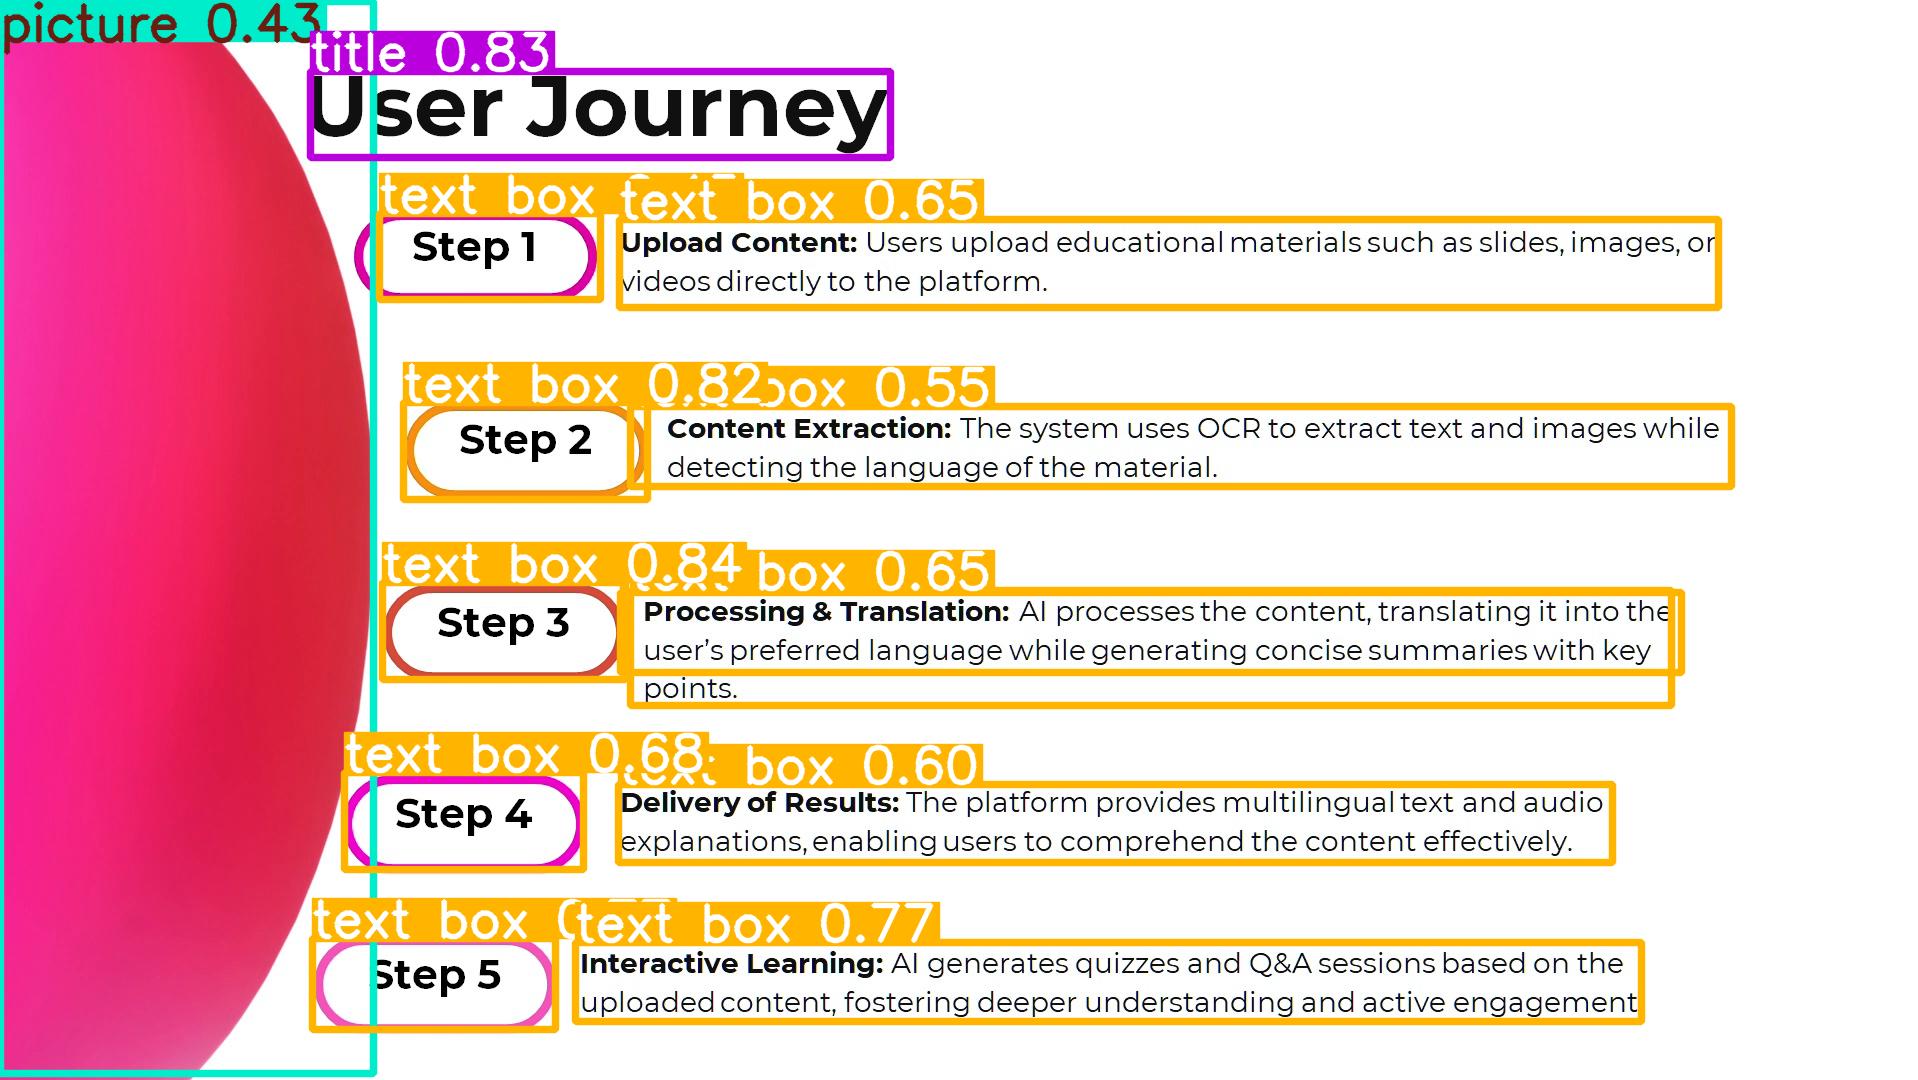 picture 0.43
title 0.83
User Journey
text box
text box 0.65
Step 1
Upload Content: Users upload educational materials such as slides, images, or
videos directly to the platform.
text box 0.82
box 0.55
Step 2
Content Extraction: The system uses OCR to extract text and images while
detecting the language of the material.
text box 0.84
box 0.65
Step 3
Processing & Translation: AI processes the content, translating it into the
user’s preferred language while generating concise summaries with key
points.
text box 0.68
box 0.60
Step 4
Delivery of Results: The platform provides multilingual text and audio
explanations, enabling users to comprehend the content effectively.
text box
text box 0.77
Step 5
Interactive Learning: AI generates quizzes and Q&A sessions based on the
uploaded content, fostering deeper understanding and active engagement